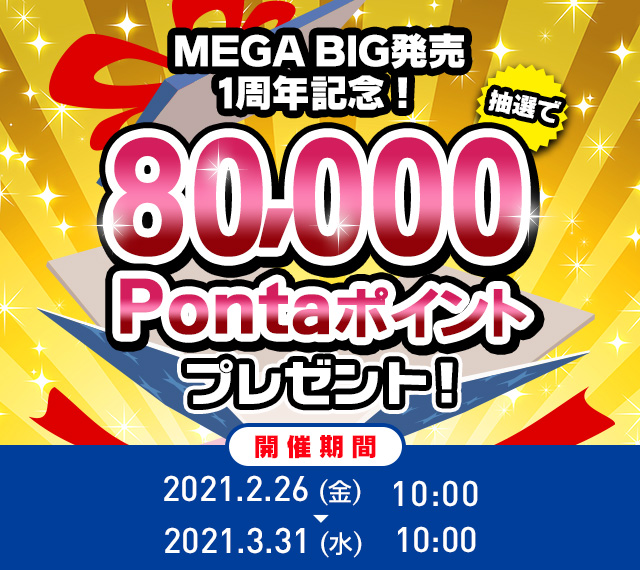 MEGA BIG発売
1周年記念！
抽選で
80,000
Pontaポイント
プレゼント！
開催期間
2021.2.26 (金) 10:00
2021.3.31 (水) 10:00